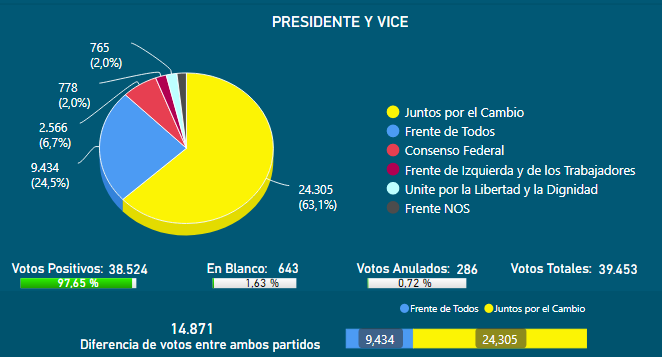 PRESIDENTE Y VICE
765
(2,0%)
778
(2,0%)
2.566
(6,7%)
9.434
(24,5%)
24.305
(63,1%)
Juntos por el Cambio
Frente de Todos
Consenso Federal
Frente de Izquierda y de los Trabajadores
Unite por la Libertad y la Dignidad
Frente NOS
Votos Positivos: 38.524
97,65 %
En Blanco: 643
1,63 %
Votos Anulados: 286
0,72 %
Votos Totales: 39.453
Frente de Todos Juntos por el Cambio
14.871
Diferencia de votos entre ambos partidos
9,434 24,305